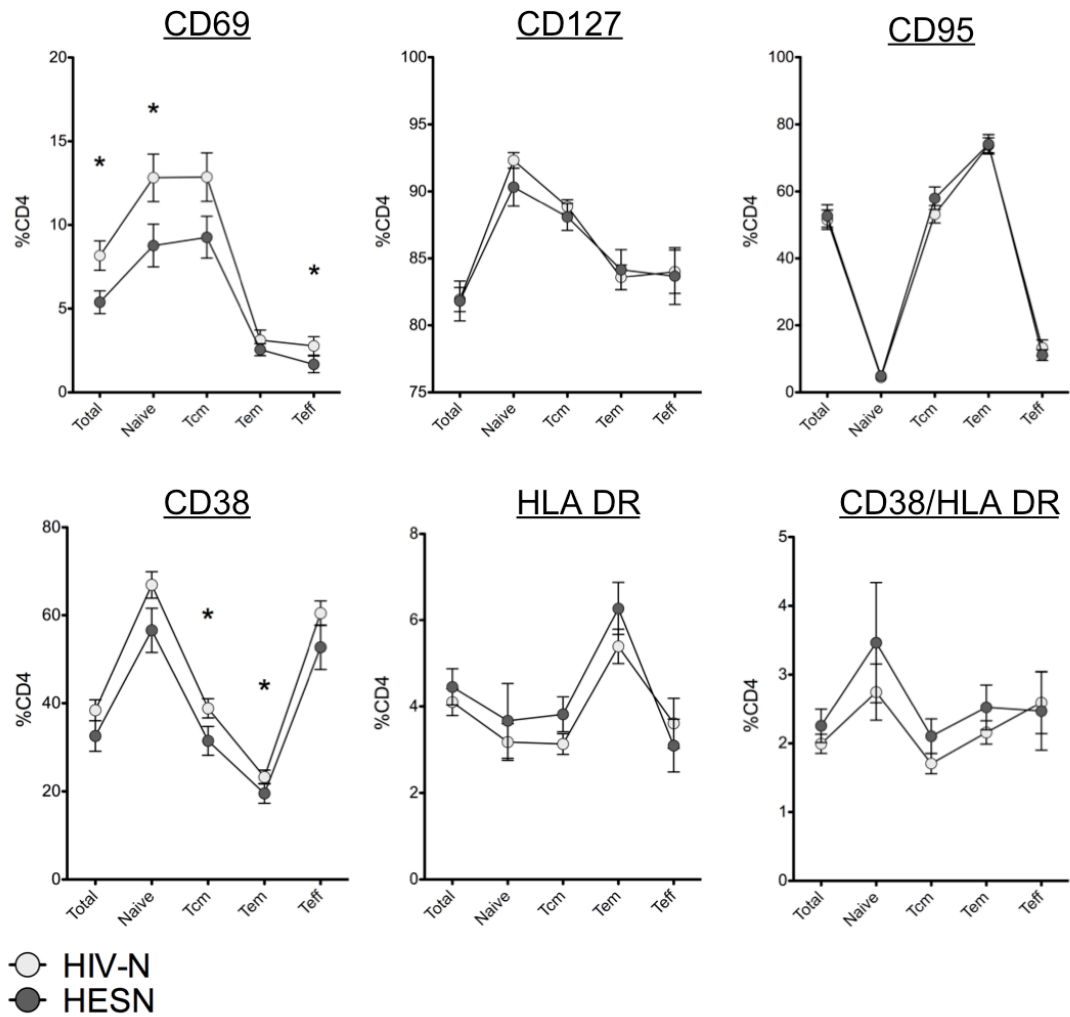 CD69
%CD4
20
15
10
5
0
*
*
*
Total
Naive
Tcm
Tem
Teff
CD127
%CD4
100
95
90
85
80
75
Total
Naive
Tcm
Tem
Teff
CD95
%CD4
100
80
60
40
20
0
Total
Naive
Tcm
Tem
Teff
CD38
%CD4
80
60
40
20
0
*
*
Total
Naive
Tcm
Tem
Teff
HLA DR
%CD4
8
6
4
2
0
Total
Naive
Tcm
Tem
Teff
CD38/HLA DR
%CD4
5
4
3
2
1
0
Total
Naive
Tcm
Tem
Teff
HIV-N
HESN